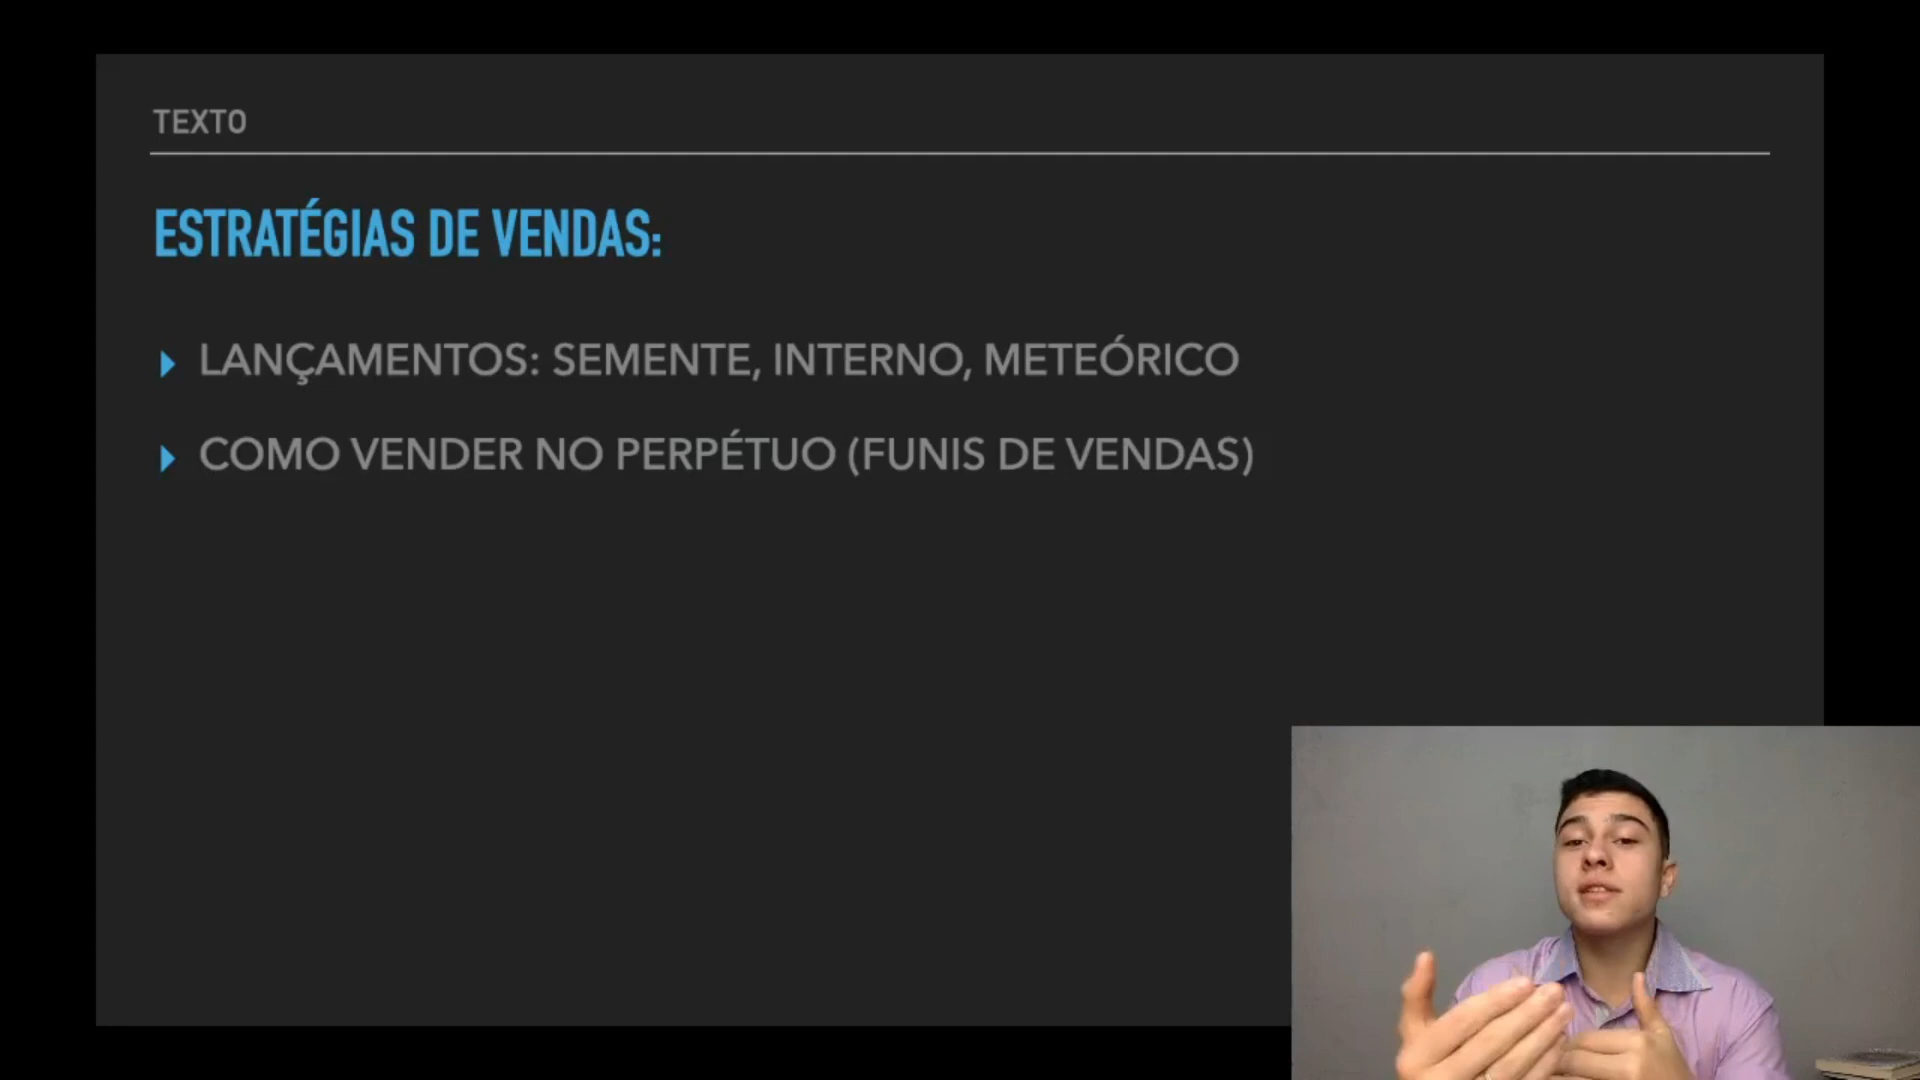 TEXTO
ESTRATÉGIAS DE VENDAS:
LANÇAMENTOS: SEMENTE, INTERNO, METEÓRICO
COMO VENDER NO PERPÉTUO (FUNIS DE VENDAS)